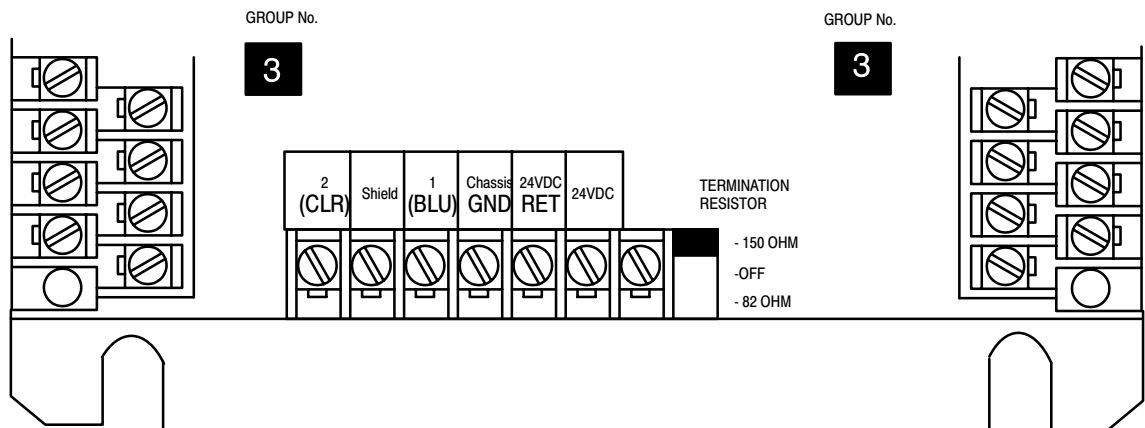 GROUP No.
3
GROUP No.
3
2
(CLR)
Shield
1
(BLU)
Chassis
GND
24VDC
RET
24VDC
TERMINATION
RESISTOR
- 150 OHM
-OFF
- 82 OHM